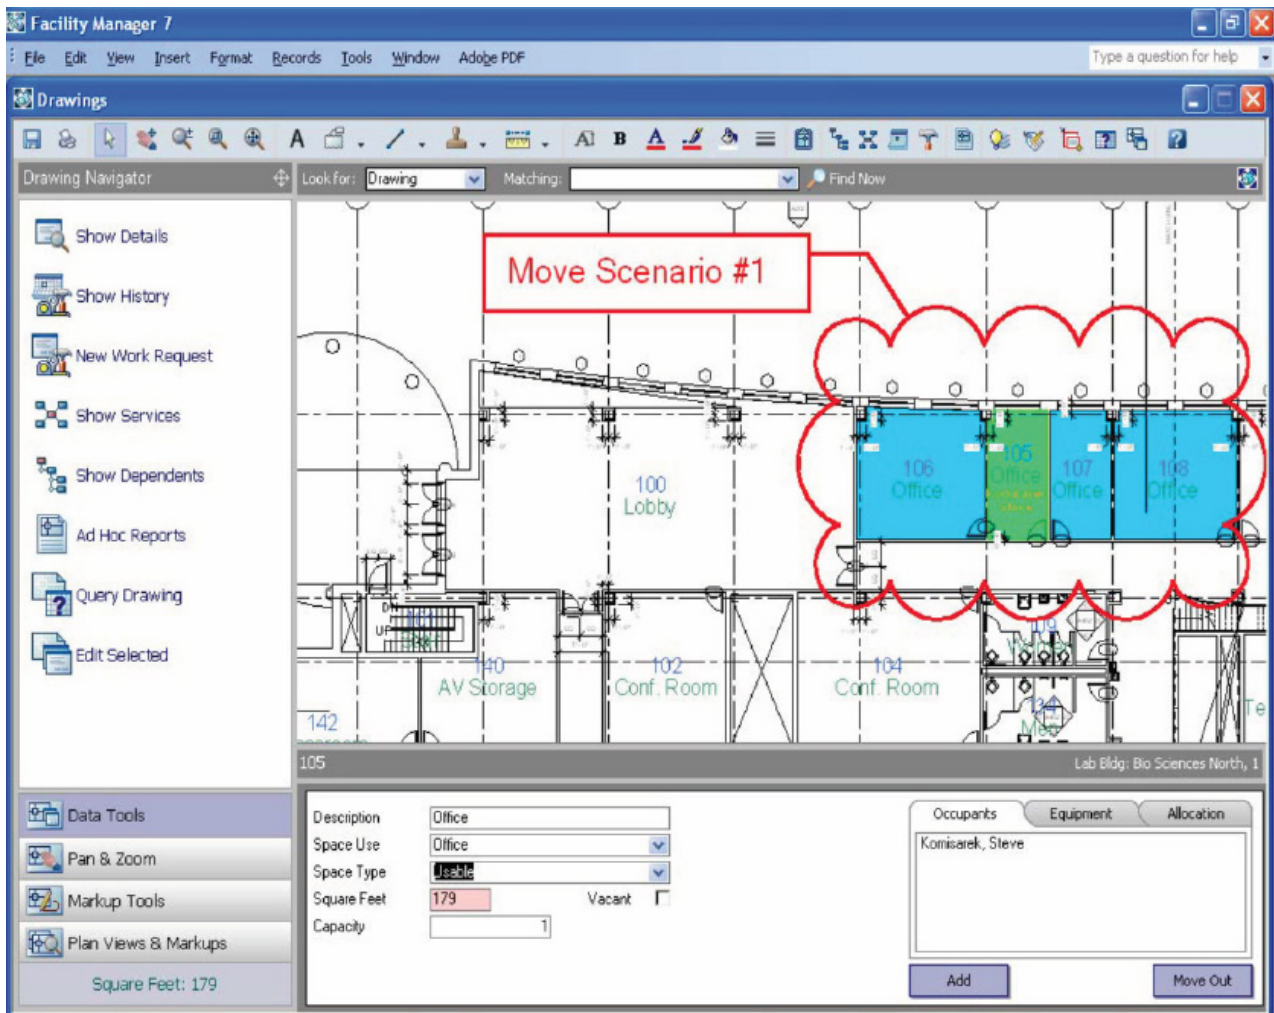 Facility Manager 7
File Edit View Insert Format Records Tools Window Adobe PDF
Type a question for help
Drawings
Drawing Navigator
Look for: Drawing Matching: Find Now
Show Details
Show History
New Work Request
Show Services
Show Dependents
Ad Hoc Reports
Query Drawing
Edit Selected
Move Scenario #1
106
Office
105
Office
107
Office
108
Office
100
Lobby
DN
UP
140
AV Storage
102
Conf. Room
104
Conf. Room
109
134
Men
142
105
Lab Bldg: Bio Sciences North, 1
Data Tools
Pan & Zoom
Markup Tools
Plan Views & Markups
Square Feet: 179
Description Office
Space Use Office
Space Type Usable
Square Feet 179 Vacant
Capacity 1
Occupants Equipment Allocation
Komisarek, Steve
Add Move Out